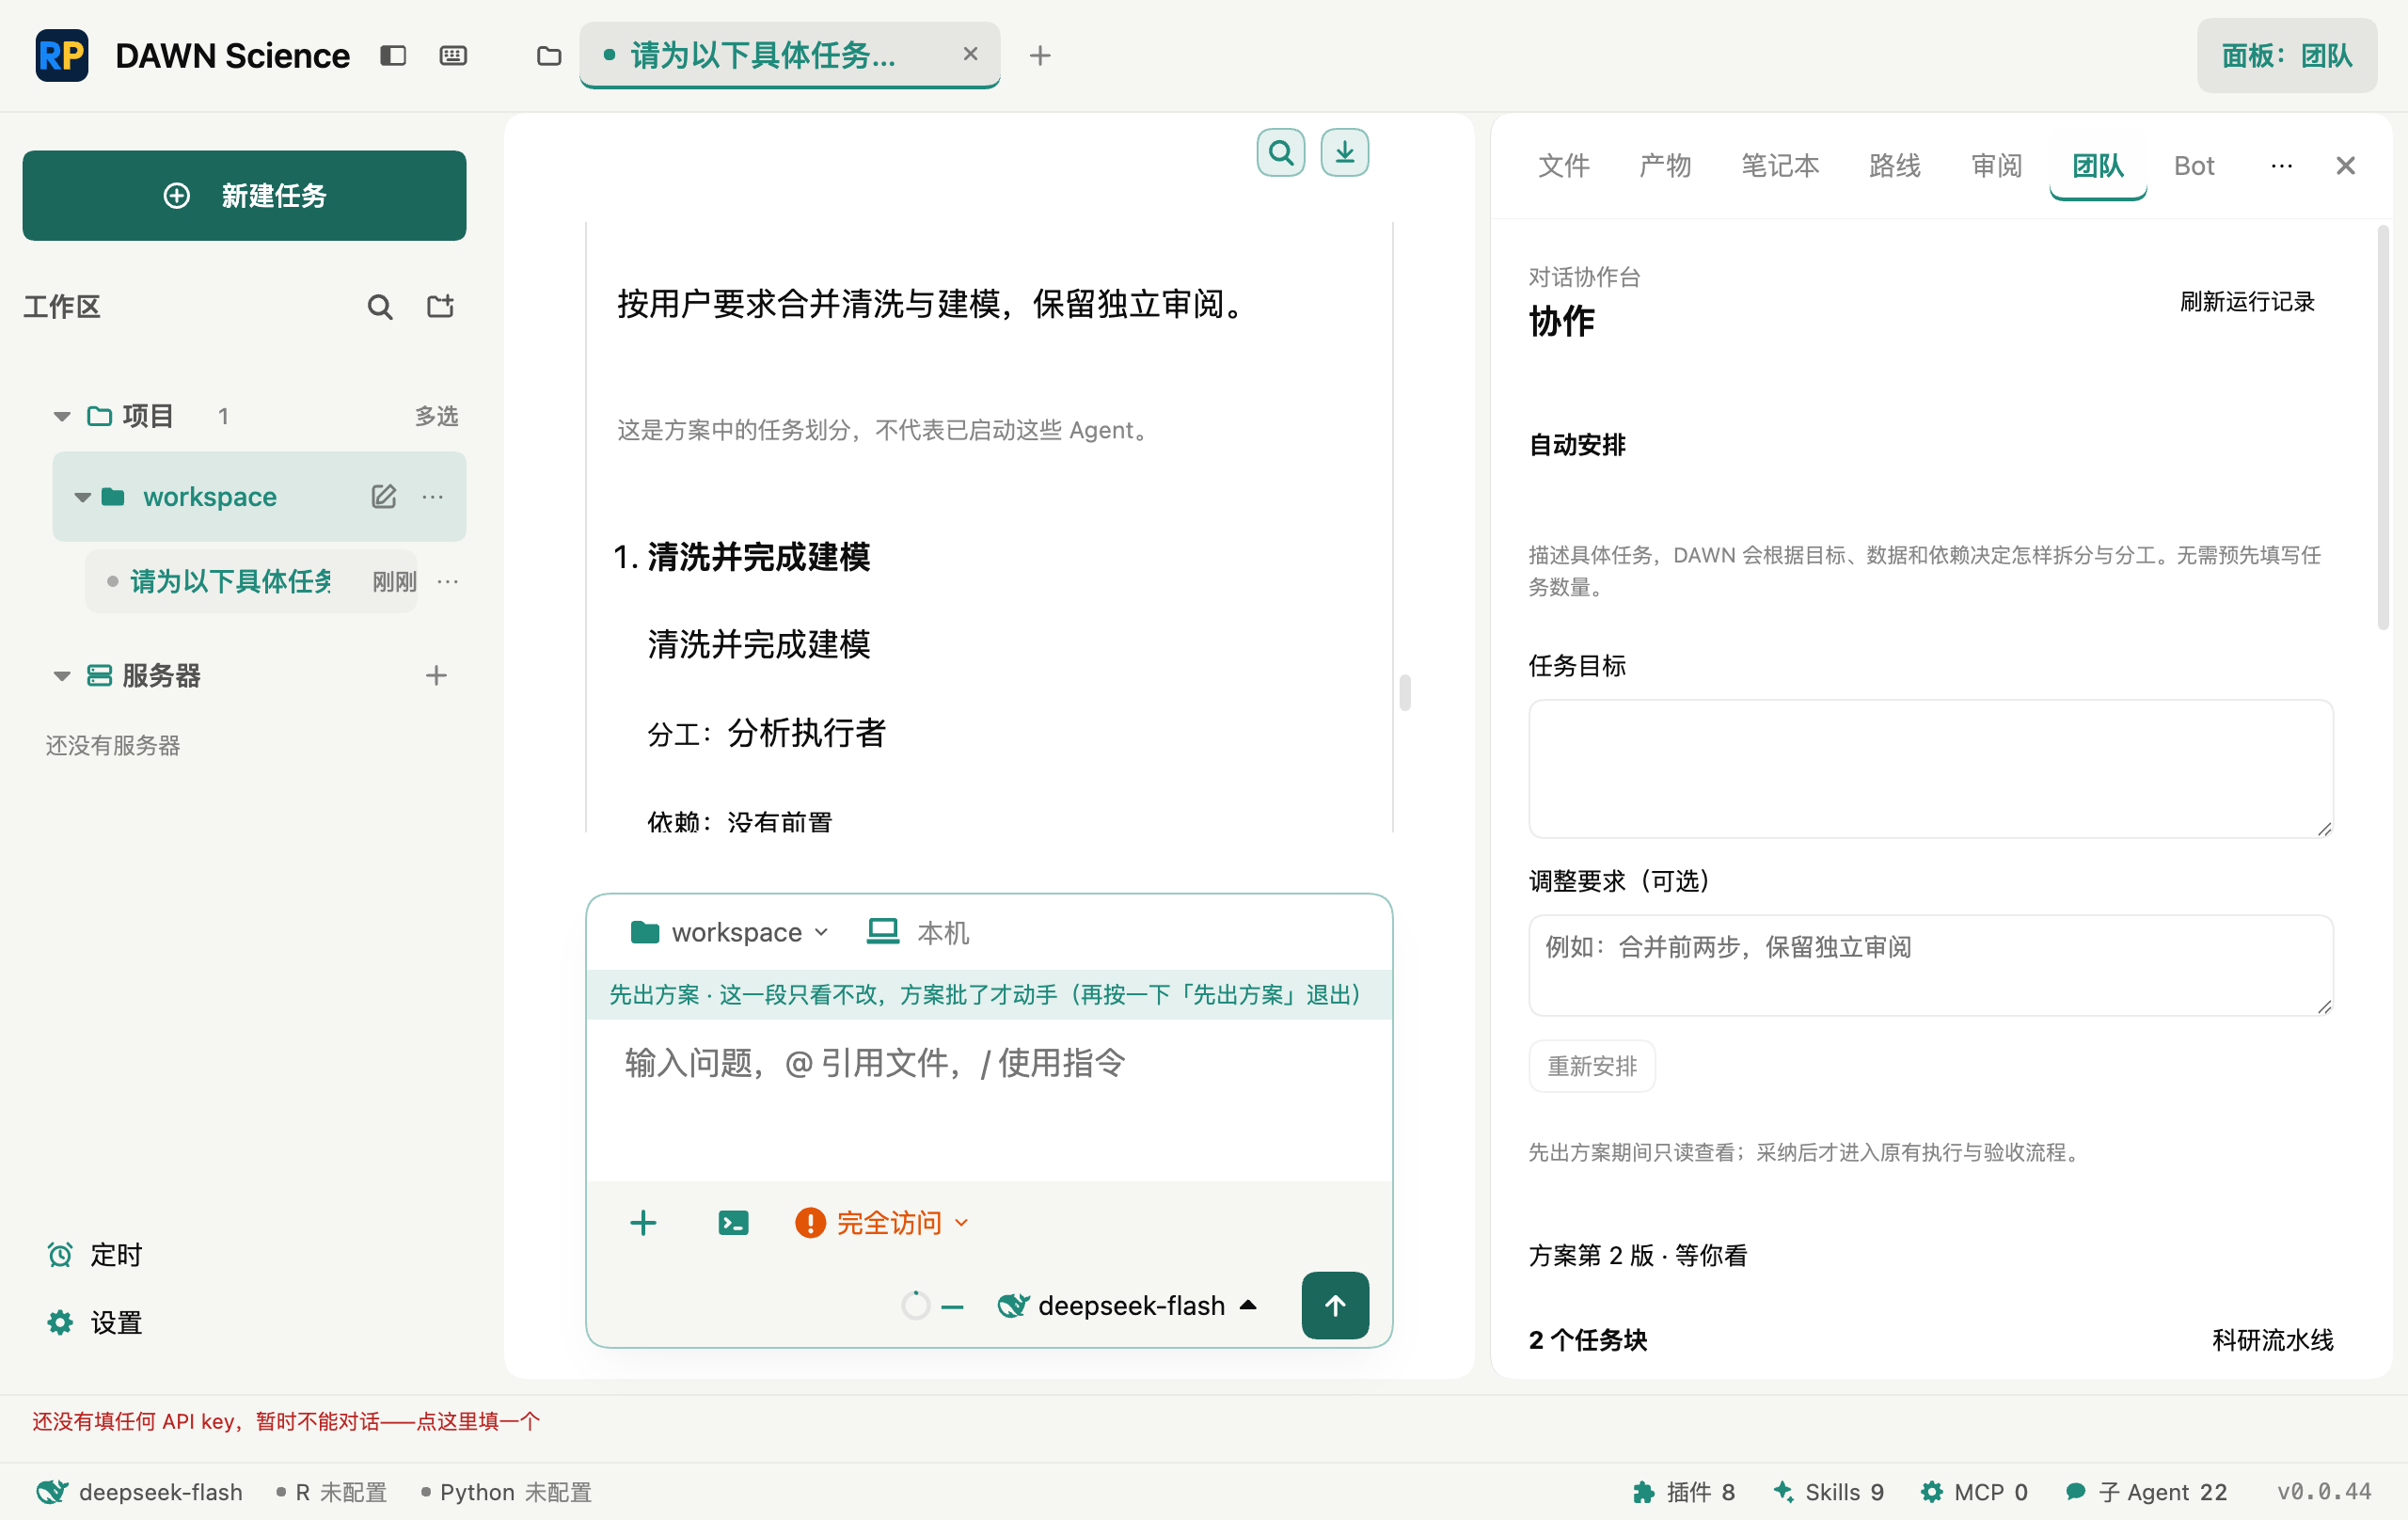 RP DAWN Science
请为以下具体任务...
面板：团队
新建任务
工作区
项目 1 多选
workspace
请为以下具体任务 刚刚
服务器
还没有服务器
定时
设置
按用户要求合并清洗与建模，保留独立审阅。
这是方案中的任务划分，不代表已启动这些 Agent。
1. 清洗并完成建模
清洗并完成建模
分工：分析执行者
依赖：没有前置
workspace 本机
先出方案 · 这一段只看不改，方案批了才动手（再按一下「先出方案」退出）
输入问题，@ 引用文件，/ 使用指令
完全访问
deepseek-flash
文件 产物 笔记本 路线 审阅 团队 Bot
对话协作台
协作
刷新运行记录
自动安排
描述具体任务，DAWN 会根据目标、数据和依赖决定怎样拆分与分工。无需预先填写任
务数量。
任务目标
调整要求（可选）
例如：合并前两步，保留独立审阅
重新安排
先出方案期间只读查看；采纳后才进入原有执行与验收流程。
方案第 2 版 · 等你看
2 个任务块 科研流水线
还没有填任何 API key，暂时不能对话——点这里填一个
deepseek-flash R 未配置 Python 未配置
插件 8 Skills 9 MCP 0 子 Agent 22 v0.0.44